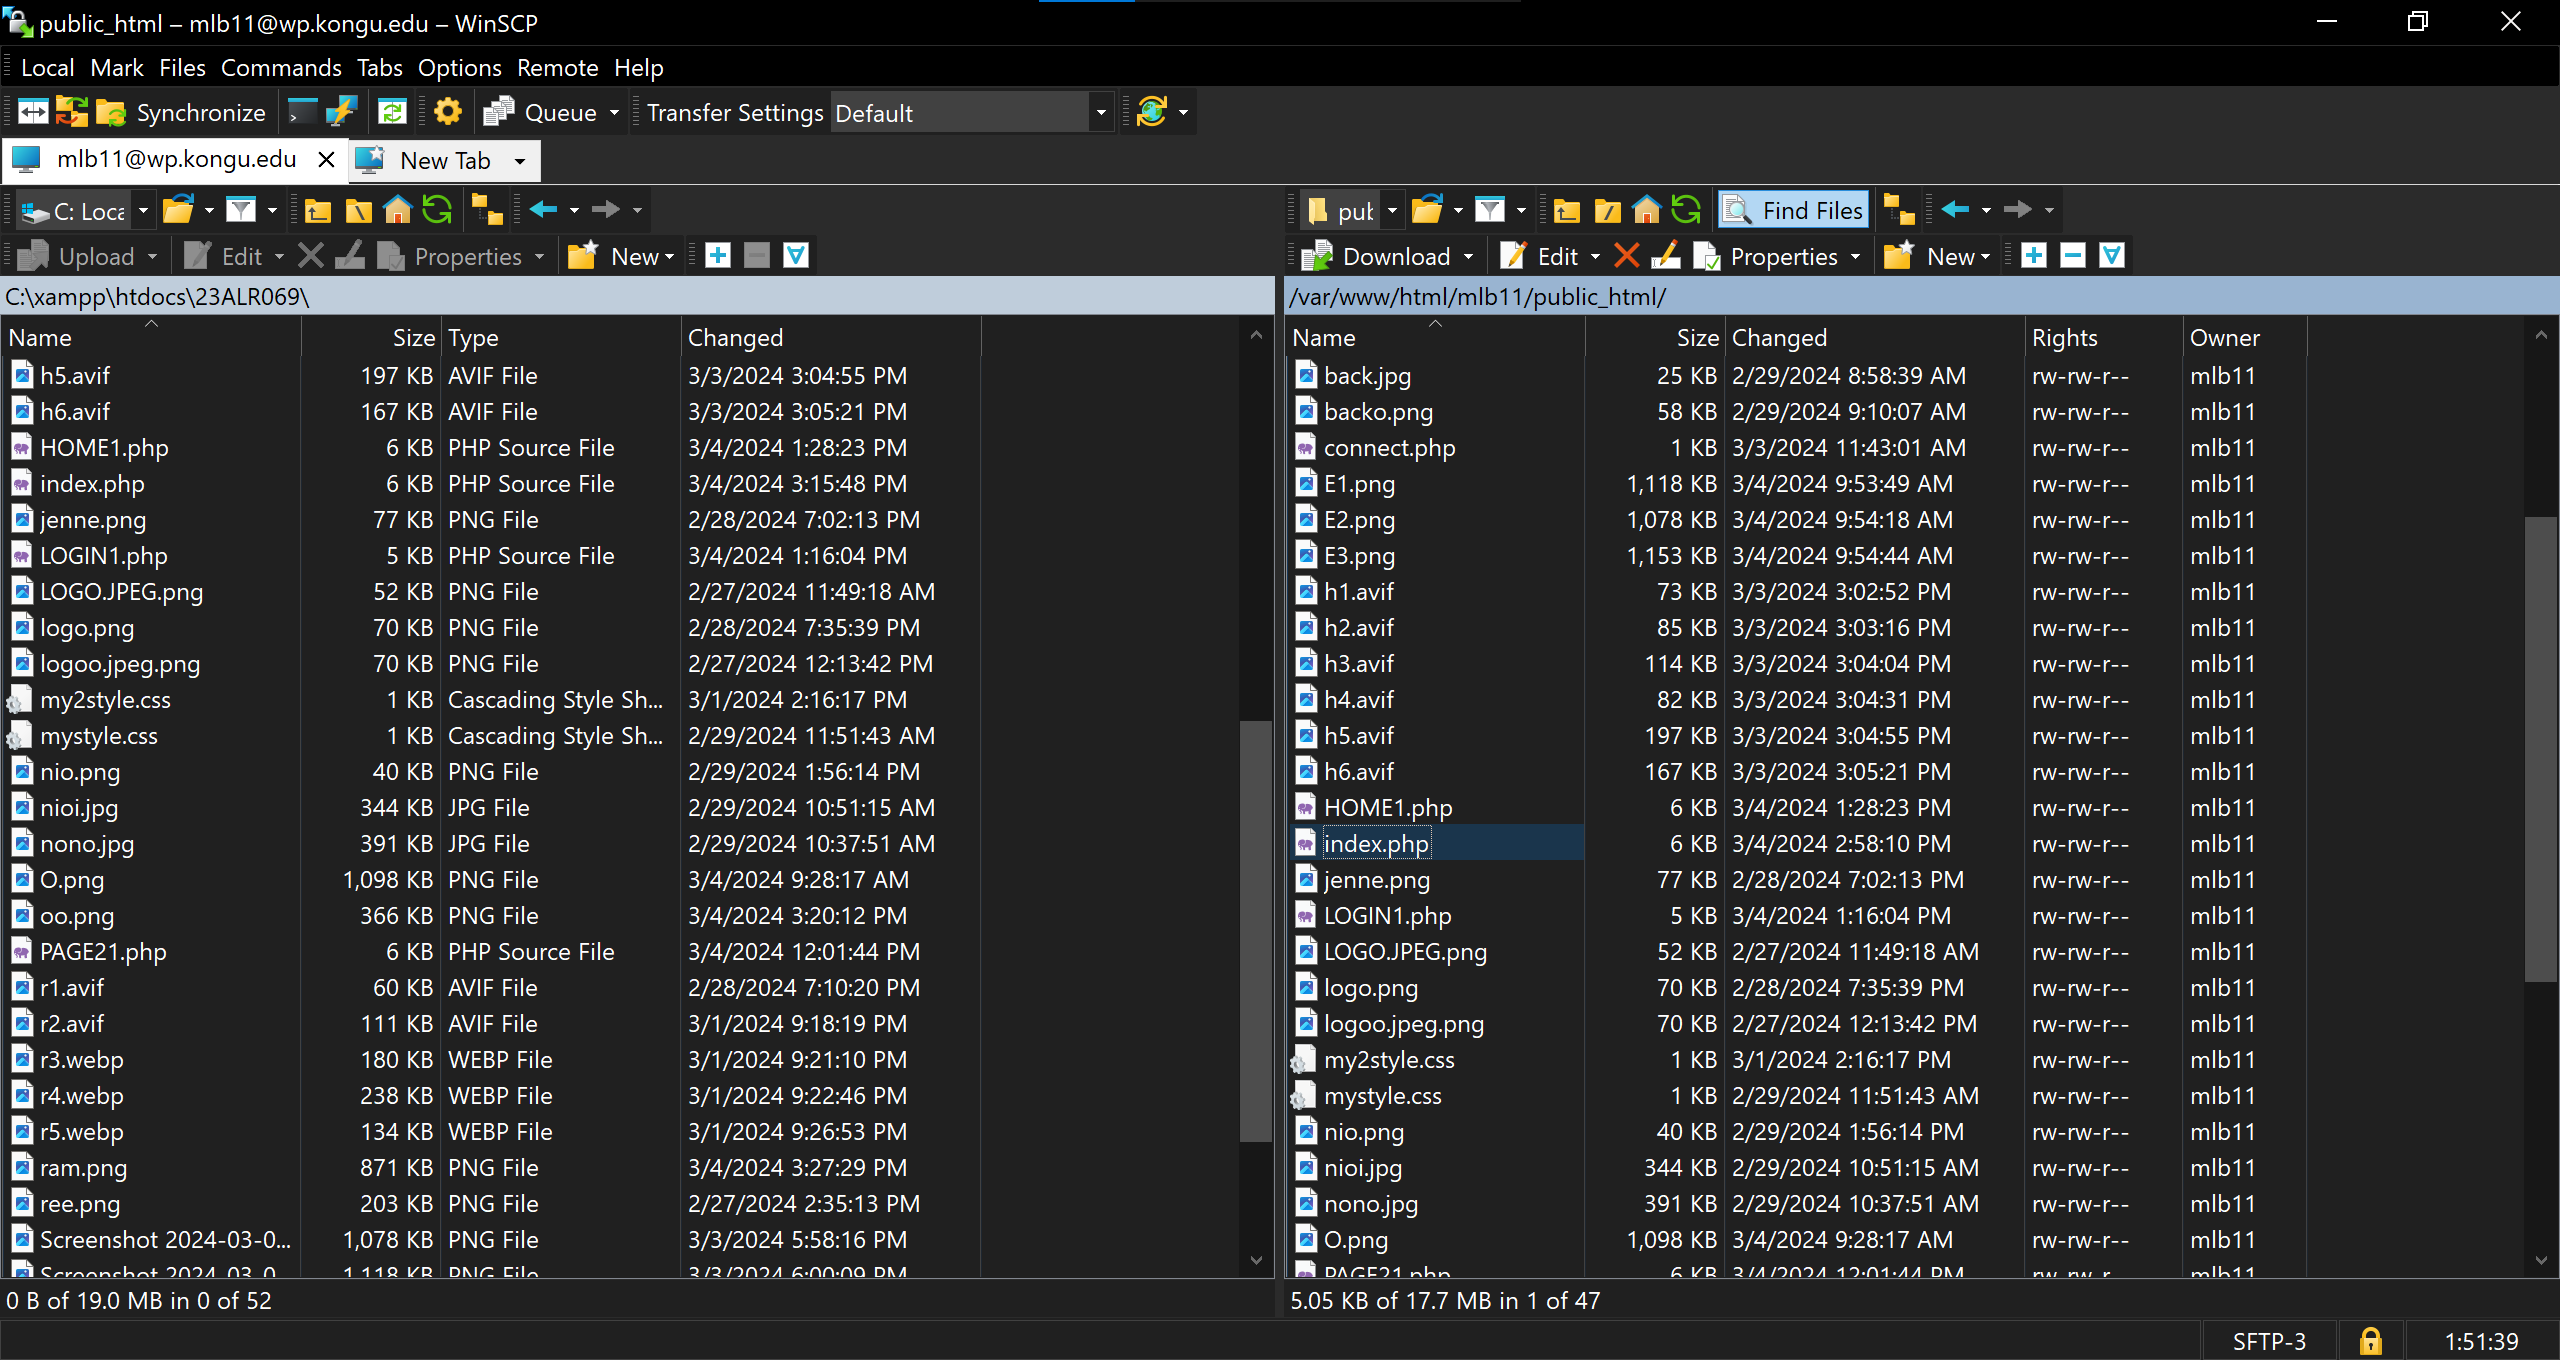 public_html – mlb11@wp.kongu.edu – WinSCP
Local Mark Files Commands Tabs Options Remote Help
Synchronize Queue Transfer Settings Default
mlb11@wp.kongu.edu New Tab
C: Loca
Upload Edit Properties New
C:\xampp\htdocs\23ALR069\
Name Size Type Changed
h5.avif 197 KB AVIF File 3/3/2024 3:04:55 PM
h6.avif 167 KB AVIF File 3/3/2024 3:05:21 PM
HOME1.php 6 KB PHP Source File 3/4/2024 1:28:23 PM
index.php 6 KB PHP Source File 3/4/2024 3:15:48 PM
jenne.png 77 KB PNG File 2/28/2024 7:02:13 PM
LOGIN1.php 5 KB PHP Source File 3/4/2024 1:16:04 PM
LOGO.JPEG.png 52 KB PNG File 2/27/2024 11:49:18 AM
logo.png 70 KB PNG File 2/28/2024 7:35:39 PM
logoo.jpeg.png 70 KB PNG File 2/27/2024 12:13:42 PM
my2style.css 1 KB Cascading Style Sh... 3/1/2024 2:16:17 PM
mystyle.css 1 KB Cascading Style Sh... 2/29/2024 11:51:43 AM
nio.png 40 KB PNG File 2/29/2024 1:56:14 PM
nioi.jpg 344 KB JPG File 2/29/2024 10:51:15 AM
nono.jpg 391 KB JPG File 2/29/2024 10:37:51 AM
O.png 1,098 KB PNG File 3/4/2024 9:28:17 AM
oo.png 366 KB PNG File 3/4/2024 3:20:12 PM
PAGE21.php 6 KB PHP Source File 3/4/2024 12:01:44 PM
r1.avif 60 KB AVIF File 2/28/2024 7:10:20 PM
r2.avif 111 KB AVIF File 3/1/2024 9:18:19 PM
r3.webp 180 KB WEBP File 3/1/2024 9:21:10 PM
r4.webp 238 KB WEBP File 3/1/2024 9:22:46 PM
r5.webp 134 KB WEBP File 3/1/2024 9:26:53 PM
ram.png 871 KB PNG File 3/4/2024 3:27:29 PM
ree.png 203 KB PNG File 2/27/2024 2:35:13 PM
Screenshot 2024-03-0... 1,078 KB PNG File 3/3/2024 5:58:16 PM
Screenshot 2024-03-0 1,118 KB PNG File 3/3/2024 6:00:09 PM
0 B of 19.0 MB in 0 of 52
pub Find Files
Download Edit Properties New
/var/www/html/mlb11/public_html/
Name Size Changed Rights Owner
back.jpg 25 KB 2/29/2024 8:58:39 AM rw-rw-r-- mlb11
backo.png 58 KB 2/29/2024 9:10:07 AM rw-rw-r-- mlb11
connect.php 1 KB 3/3/2024 11:43:01 AM rw-rw-r-- mlb11
E1.png 1,118 KB 3/4/2024 9:53:49 AM rw-rw-r-- mlb11
E2.png 1,078 KB 3/4/2024 9:54:18 AM rw-rw-r-- mlb11
E3.png 1,153 KB 3/4/2024 9:54:44 AM rw-rw-r-- mlb11
h1.avif 73 KB 3/3/2024 3:02:52 PM rw-rw-r-- mlb11
h2.avif 85 KB 3/3/2024 3:03:16 PM rw-rw-r-- mlb11
h3.avif 114 KB 3/3/2024 3:04:04 PM rw-rw-r-- mlb11
h4.avif 82 KB 3/3/2024 3:04:31 PM rw-rw-r-- mlb11
h5.avif 197 KB 3/3/2024 3:04:55 PM rw-rw-r-- mlb11
h6.avif 167 KB 3/3/2024 3:05:21 PM rw-rw-r-- mlb11
HOME1.php 6 KB 3/4/2024 1:28:23 PM rw-rw-r-- mlb11
index.php 6 KB 3/4/2024 2:58:10 PM rw-rw-r-- mlb11
jenne.png 77 KB 2/28/2024 7:02:13 PM rw-rw-r-- mlb11
LOGIN1.php 5 KB 3/4/2024 1:16:04 PM rw-rw-r-- mlb11
LOGO.JPEG.png 52 KB 2/27/2024 11:49:18 AM rw-rw-r-- mlb11
logo.png 70 KB 2/28/2024 7:35:39 PM rw-rw-r-- mlb11
logoo.jpeg.png 70 KB 2/27/2024 12:13:42 PM rw-rw-r-- mlb11
my2style.css 1 KB 3/1/2024 2:16:17 PM rw-rw-r-- mlb11
mystyle.css 1 KB 2/29/2024 11:51:43 AM rw-rw-r-- mlb11
nio.png 40 KB 2/29/2024 1:56:14 PM rw-rw-r-- mlb11
nioi.jpg 344 KB 2/29/2024 10:51:15 AM rw-rw-r-- mlb11
nono.jpg 391 KB 2/29/2024 10:37:51 AM rw-rw-r-- mlb11
O.png 1,098 KB 3/4/2024 9:28:17 AM rw-rw-r-- mlb11
PAGE21.php 6 KB 3/4/2024 12:01:44 PM rw-rw-r-- mlb11
5.05 KB of 17.7 MB in 1 of 47
SFTP-3 1:51:39